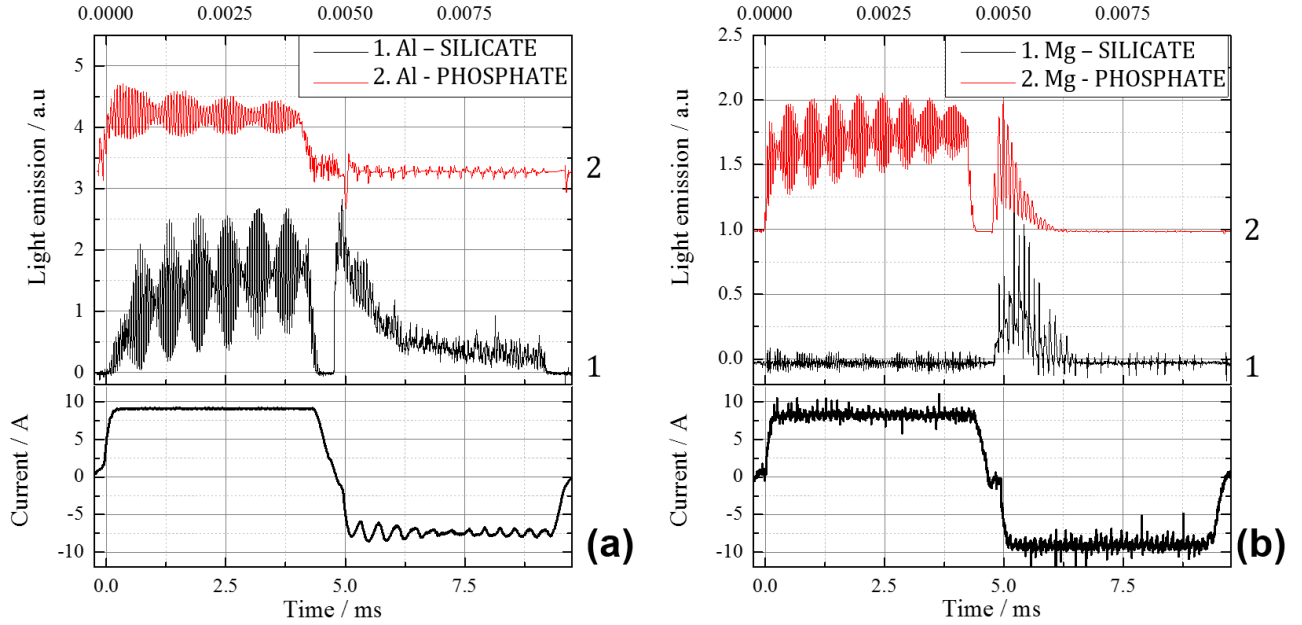 0.0000 0.0025 0.0050 0.0075
5
4
3
2
1
0
Light emission / a.u
1. Al – SILICATE
2. Al - PHOSPHATE
2
1
10
5
0
-5
-10
Current / A
(a)
0.0 2.5 5.0 7.5
Time / ms
0.0000 0.0025 0.0050 0.0075
2.5
2.0
1.5
1.0
0.5
0.0
Light emission / a.u
1. Mg – SILICATE
2. Mg - PHOSPHATE
2
1
10
5
0
-5
-10
Current / A
(b)
0.0 2.5 5.0 7.5
Time / ms